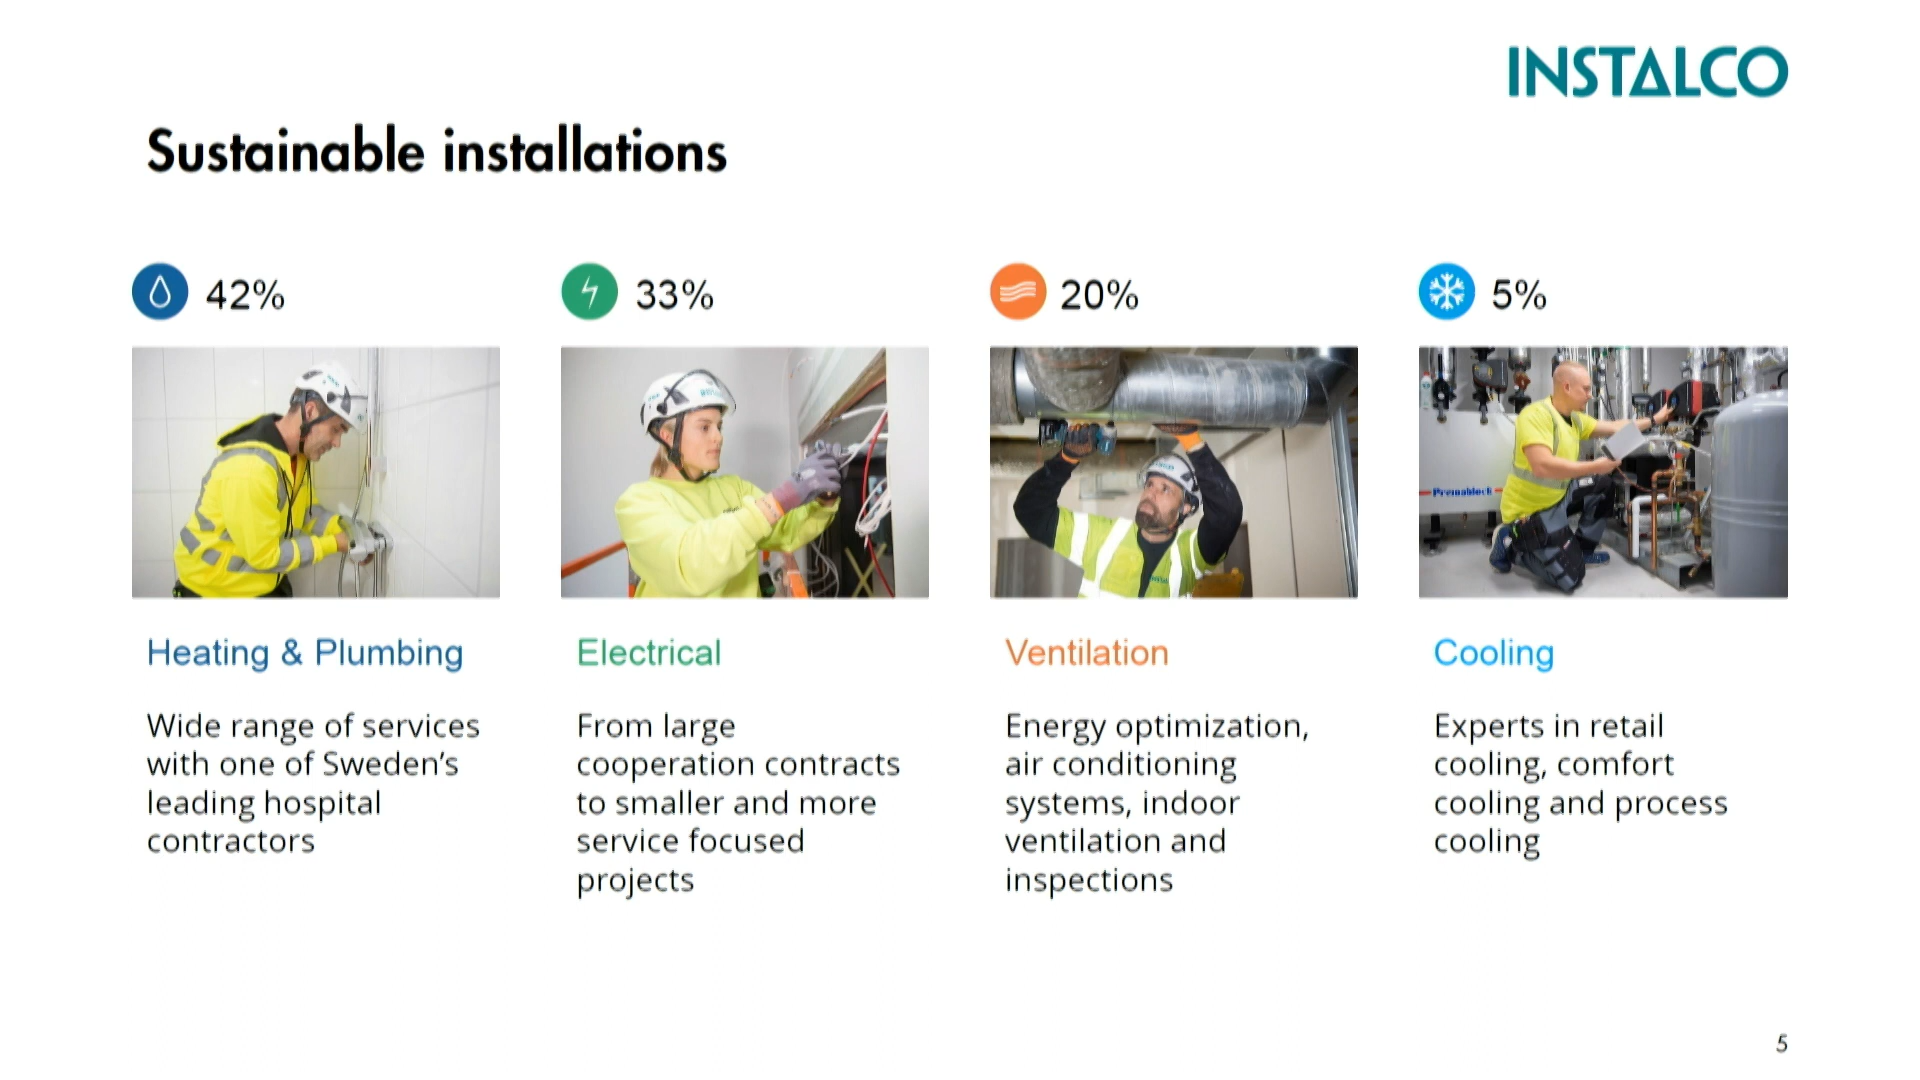 INSTALCO
Sustainable installations
42%
33%
20%
5%
Heating & Plumbing
Wide range of services
with one of Sweden’s
leading hospital
contractors
Electrical
From large
cooperation contracts
to smaller and more
service focused
projects
Ventilation
Energy optimization,
air conditioning
systems, indoor
ventilation and
inspections
Cooling
Experts in retail
cooling, comfort
cooling and process
cooling
5